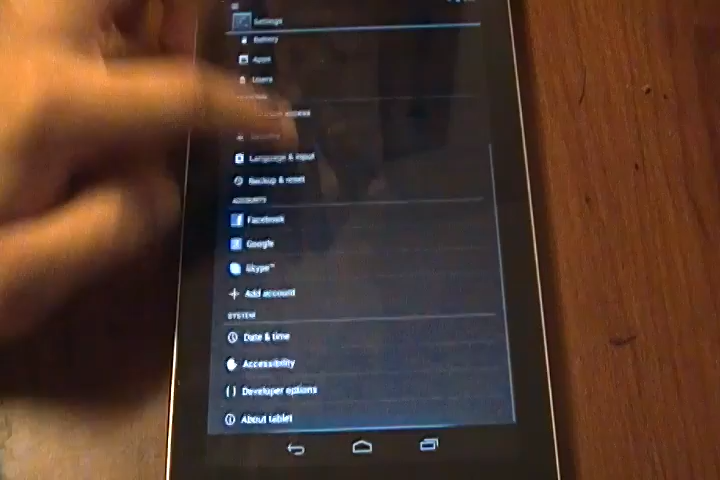 Settings
Battery
Apps
Users
access
Language & input
Backup & reset
ACCOUNTS
Facebook
Google
Skype™
Add account
SYSTEM
Date & time
Accessibility
{ } Developer options
About tablet